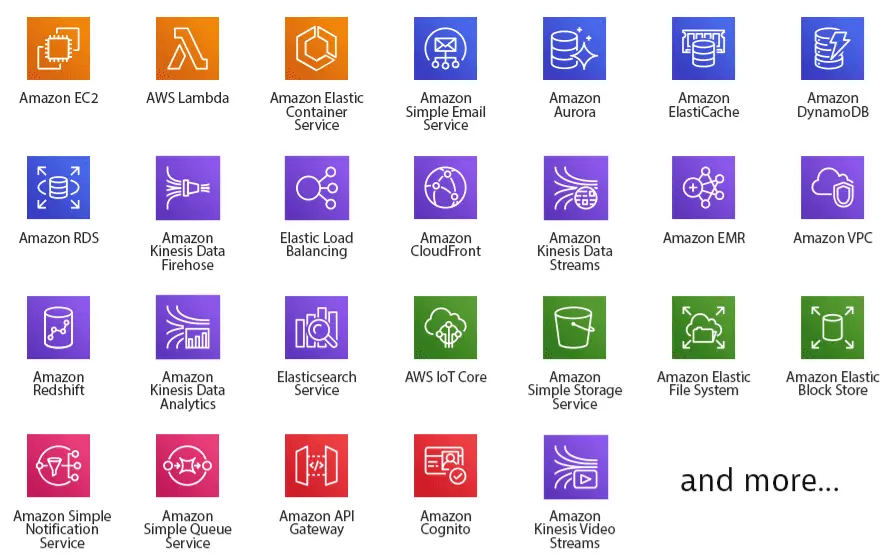 Amazon EC2
AWS Lambda
Amazon Elastic
Container
Service
Amazon
Simple Email
Service
Amazon
Aurora
Amazon
ElastiCache
Amazon
DynamoDB
Amazon RDS
Amazon
Kinesis Data
Firehose
Elastic Load
Balancing
Amazon
CloudFront
Amazon
Kinesis Data
Streams
Amazon EMR
Amazon VPC
Amazon
Redshift
Amazon
Kinesis Data
Analytics
Elasticsearch
Service
AWS IoT Core
Amazon
Simple Storage
Service
Amazon Elastic
File System
Amazon Elastic
Block Store
Amazon Simple
Notification
Service
Amazon
Simple Queue
Service
Amazon API
Gateway
Amazon
Cognito
Amazon
Kinesis Video
Streams
and more...